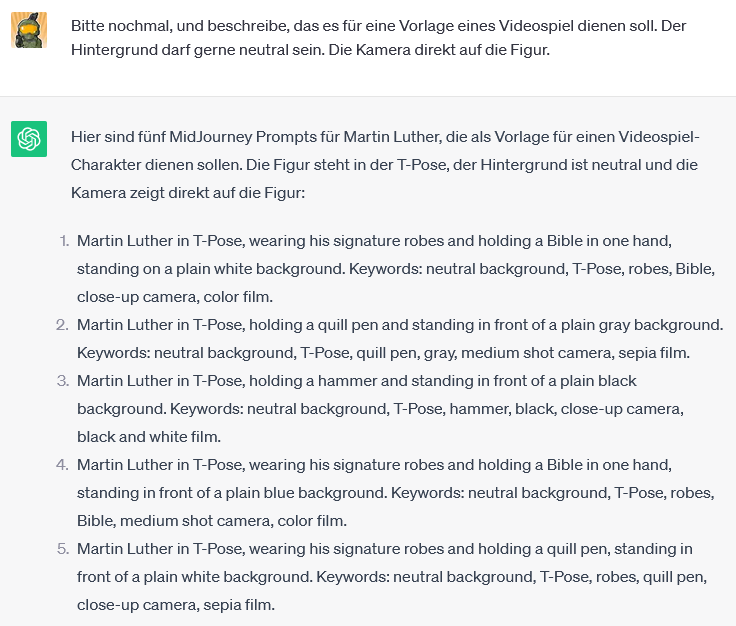 Bitte nochmal, und beschreibe, das es für eine Vorlage eines Videospiel dienen soll. Der
Hintergrund darf gerne neutral sein. Die Kamera direkt auf die Figur.
Hier sind fünf MidJourney Prompts für Martin Luther, die als Vorlage für einen Videospiel-
Charakter dienen sollen. Die Figur steht in der T-Pose, der Hintergrund ist neutral und die
Kamera zeigt direkt auf die Figur:
1. Martin Luther in T-Pose, wearing his signature robes and holding a Bible in one hand,
standing on a plain white background. Keywords: neutral background, T-Pose, robes, Bible,
close-up camera, color film.
2. Martin Luther in T-Pose, holding a quill pen and standing in front of a plain gray background.
Keywords: neutral background, T-Pose, quill pen, gray, medium shot camera, sepia film.
3. Martin Luther in T-Pose, holding a hammer and standing in front of a plain black
background. Keywords: neutral background, T-Pose, hammer, black, close-up camera,
black and white film.
4. Martin Luther in T-Pose, wearing his signature robes and holding a Bible in one hand,
standing in front of a plain blue background. Keywords: neutral background, T-Pose, robes,
Bible, medium shot camera, color film.
5. Martin Luther in T-Pose, wearing his signature robes and holding a quill pen, standing in
front of a plain white background. Keywords: neutral background, T-Pose, robes, quill pen,
close-up camera, sepia film.